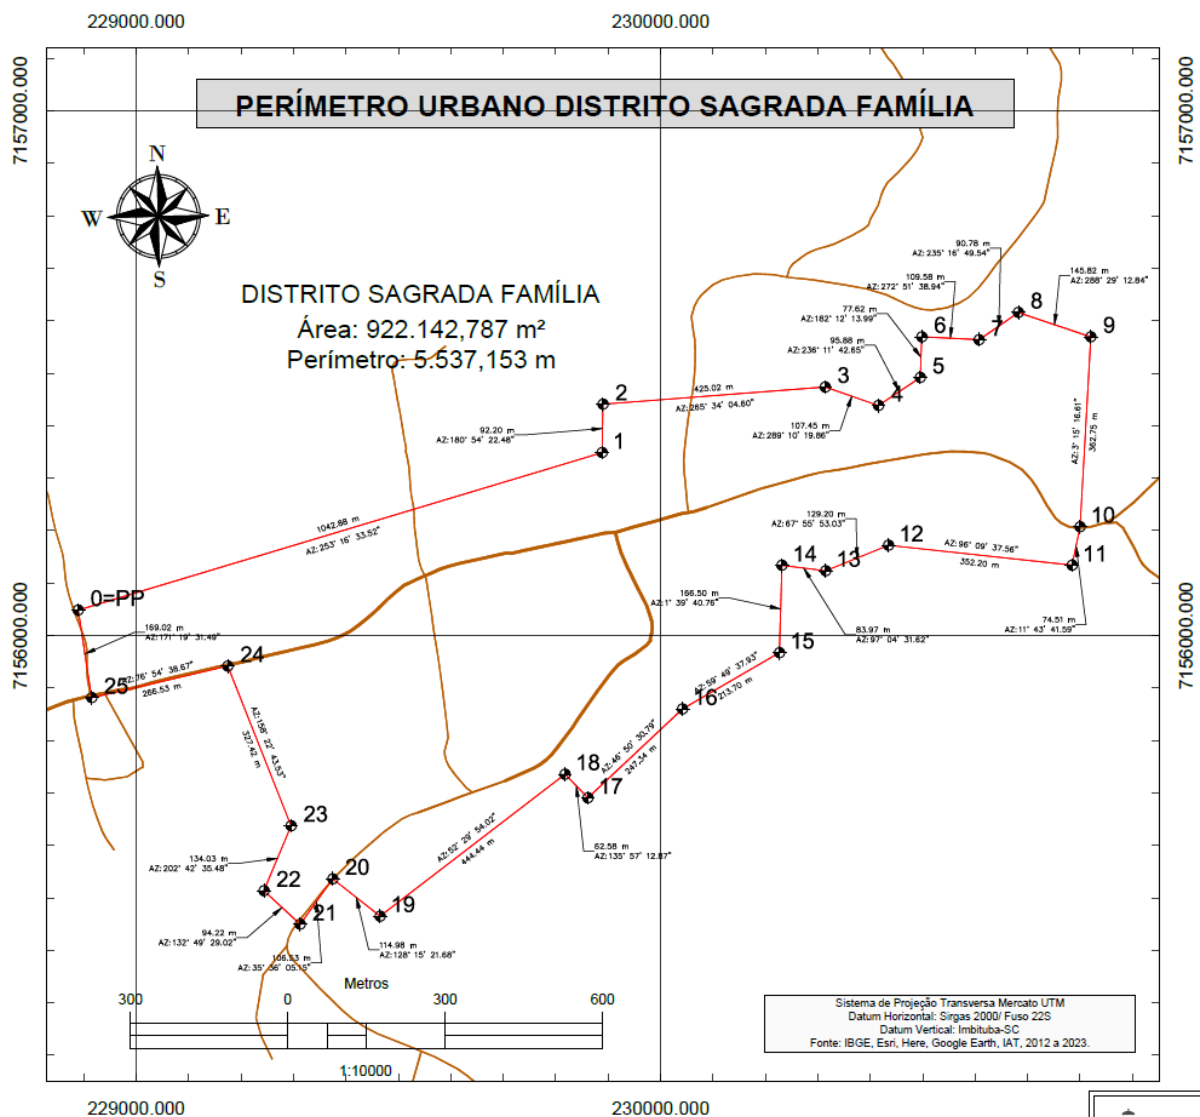 229000.000
230000.000
7157000.000
7157000.000
PERÍMETRO URBANO DISTRITO SAGRADA FAMÍLIA
N
W
E
S
DISTRITO SAGRADA FAMÍLIA
Área: 922.142,787 m²
Perímetro: 5.537,153 m
90.78 m
AZ:235° 16' 49.54"
109.58 m
AZ:272° 51' 38.94"
145.82 m
AZ:288° 29' 12.84"
77.62 m
AZ:182° 12' 13.99"
95.88 m
AZ:236° 11' 42.65"
8
6
7
9
5
3
4
2
425.02 m
AZ:265° 34' 04.60"
107.45 m
AZ:289° 10' 19.86"
92.20 m
AZ:180° 54' 22.48"
1
AZ:3° 15' 16.61"
362.75 m
1042.88 m
AZ:253° 16' 33.52"
129.20 m
AZ:67° 55' 53.03"
10
12
AZ:96° 09' 37.56"
352.20 m
11
14
13
166.50 m
AZ:1° 39' 40.76"
83.97 m
AZ:97° 04' 31.62"
74.51 m
AZ:11° 43' 41.59"
0=PP
169.02 m
AZ:171° 19' 31.49"
7156000.000
7156000.000
24
AZ:76° 54' 38.67"
266.53 m
25
15
AZ:59° 49' 37.93"
213.70 m
16
AZ:158° 22' 43.53"
327.42 m
AZ:46° 50' 30.79"
247.34 m
18
17
62.58 m
AZ:135° 57' 12.87"
AZ:52° 29' 54.02"
444.44 m
23
134.03 m
AZ:202° 42' 35.48"
22
20
19
21
94.22 m
AZ:132° 49' 29.02"
114.98 m
AZ:128° 15' 21.68"
106.53 m
AZ:35° 36' 05.15"
Metros
300
0
300
600
1:10000
Sistema de Projeção Transversa Mercato UTM
Datum Horizontal: Sirgas 2000/ Fuso 22S
Datum Vertical: Imbituba-SC
Fonte: IBGE, Esri, Here, Google Earth, IAT, 2012 a 2023.
229000.000
230000.000